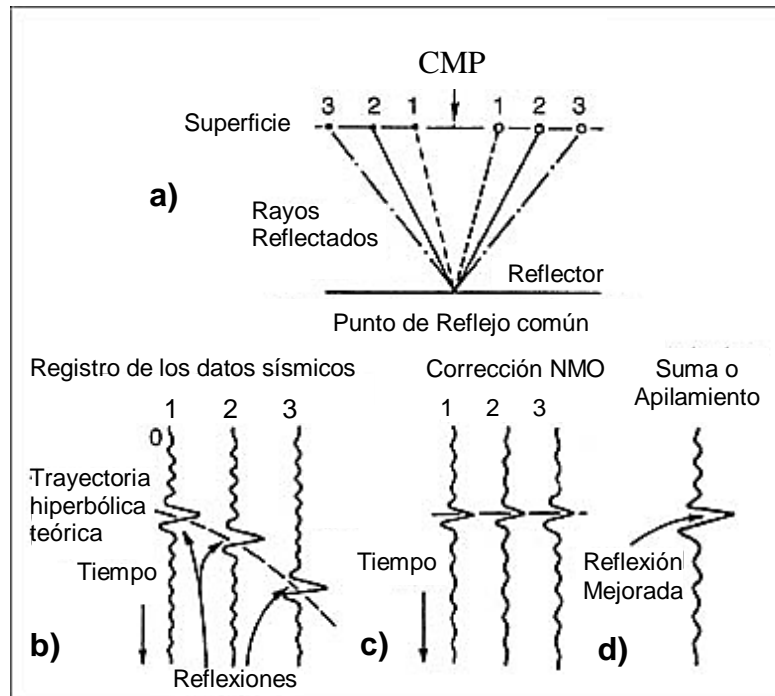 CMP
3 2 1 1 2 3
Superficie
a)
Rayos
Reflectados
Reflector
Punto de Reflejo común
Registro de los datos sísmicos
1 2 3
0
Trayectoria
hiperbólica
teórica
Tiempo
b)
Reflexiones
Corrección NMO
1 2 3
Tiempo
c)
Suma o
Apilamiento
Reflexión
Mejorada
d)